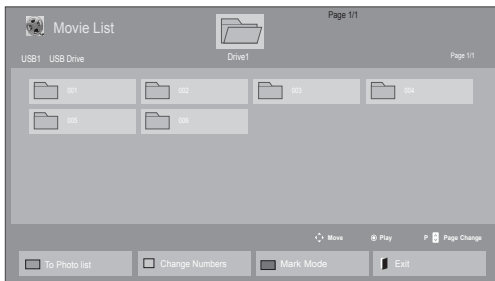 Page 1/1
Movie List
Drive1
USB1 USB Drive
Page 1/1
001 002 003 004
005 006
Move Play P Page Change
To Photo list Change Numbers Mark Mode Exit